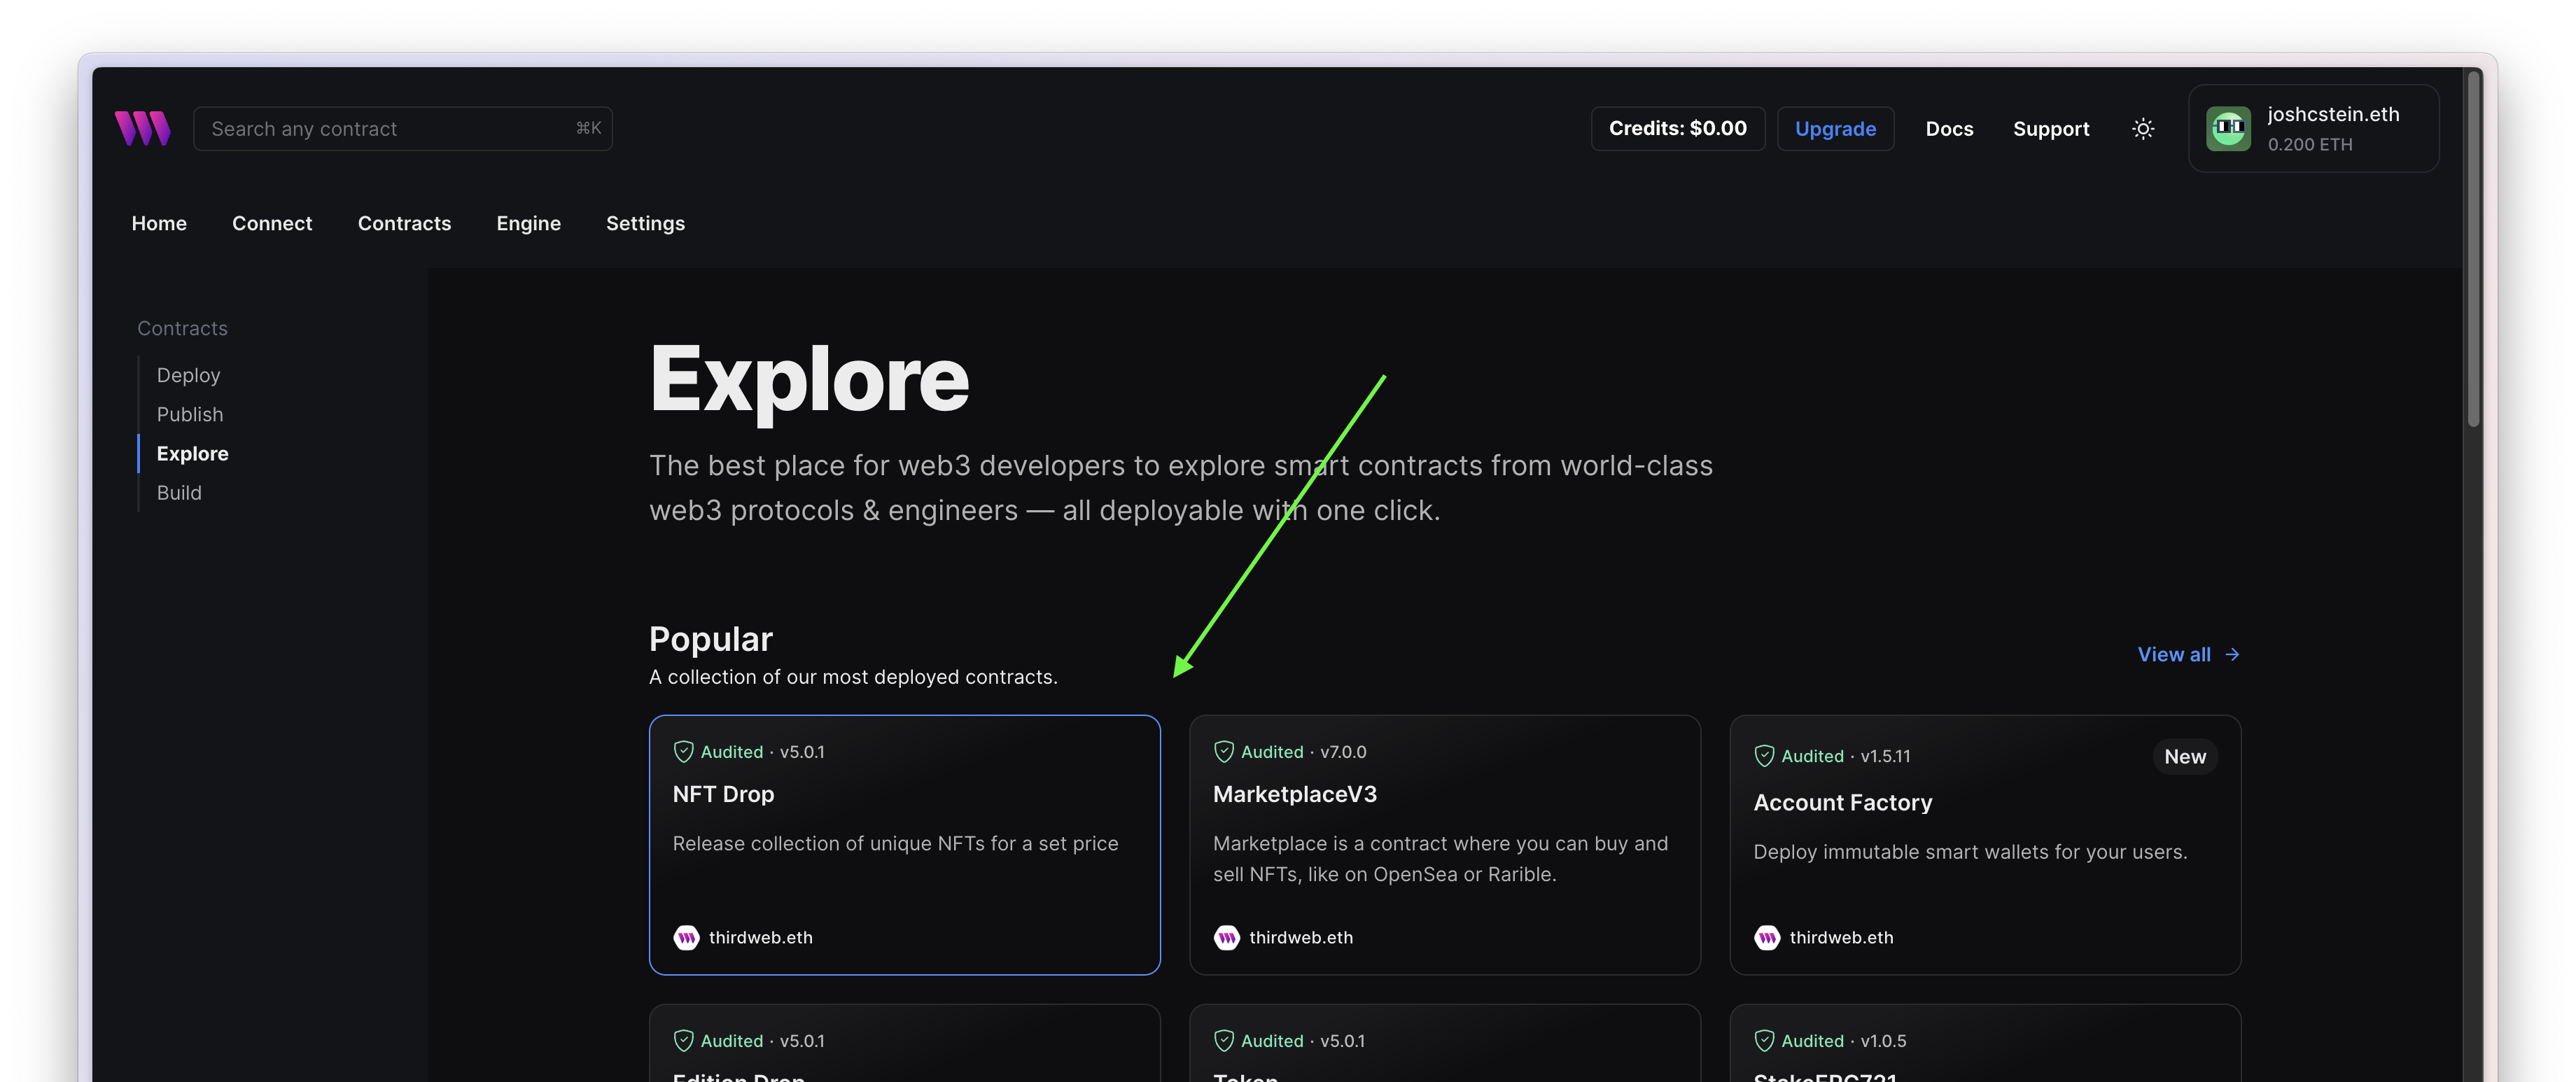 Search any contract ⌘K
Credits: $0.00
Upgrade
Docs
Support
joshcstein.eth
0.200 ETH
Home
Connect
Contracts
Engine
Settings
Contracts
Deploy
Publish
Explore
Build
Explore
The best place for web3 developers to explore smart contracts from world-class
web3 protocols & engineers — all deployable with one click.
Popular
A collection of our most deployed contracts.
View all →
Audited · v5.0.1
NFT Drop
Release collection of unique NFTs for a set price
thirdweb.eth
Audited · v7.0.0
MarketplaceV3
Marketplace is a contract where you can buy and
sell NFTs, like on OpenSea or Rarible.
thirdweb.eth
Audited · v1.5.11
New
Account Factory
Deploy immutable smart wallets for your users.
thirdweb.eth
Audited · v5.0.1
Edition Drop
Audited · v5.0.1
Token
Audited · v1.0.5
StakeERC721